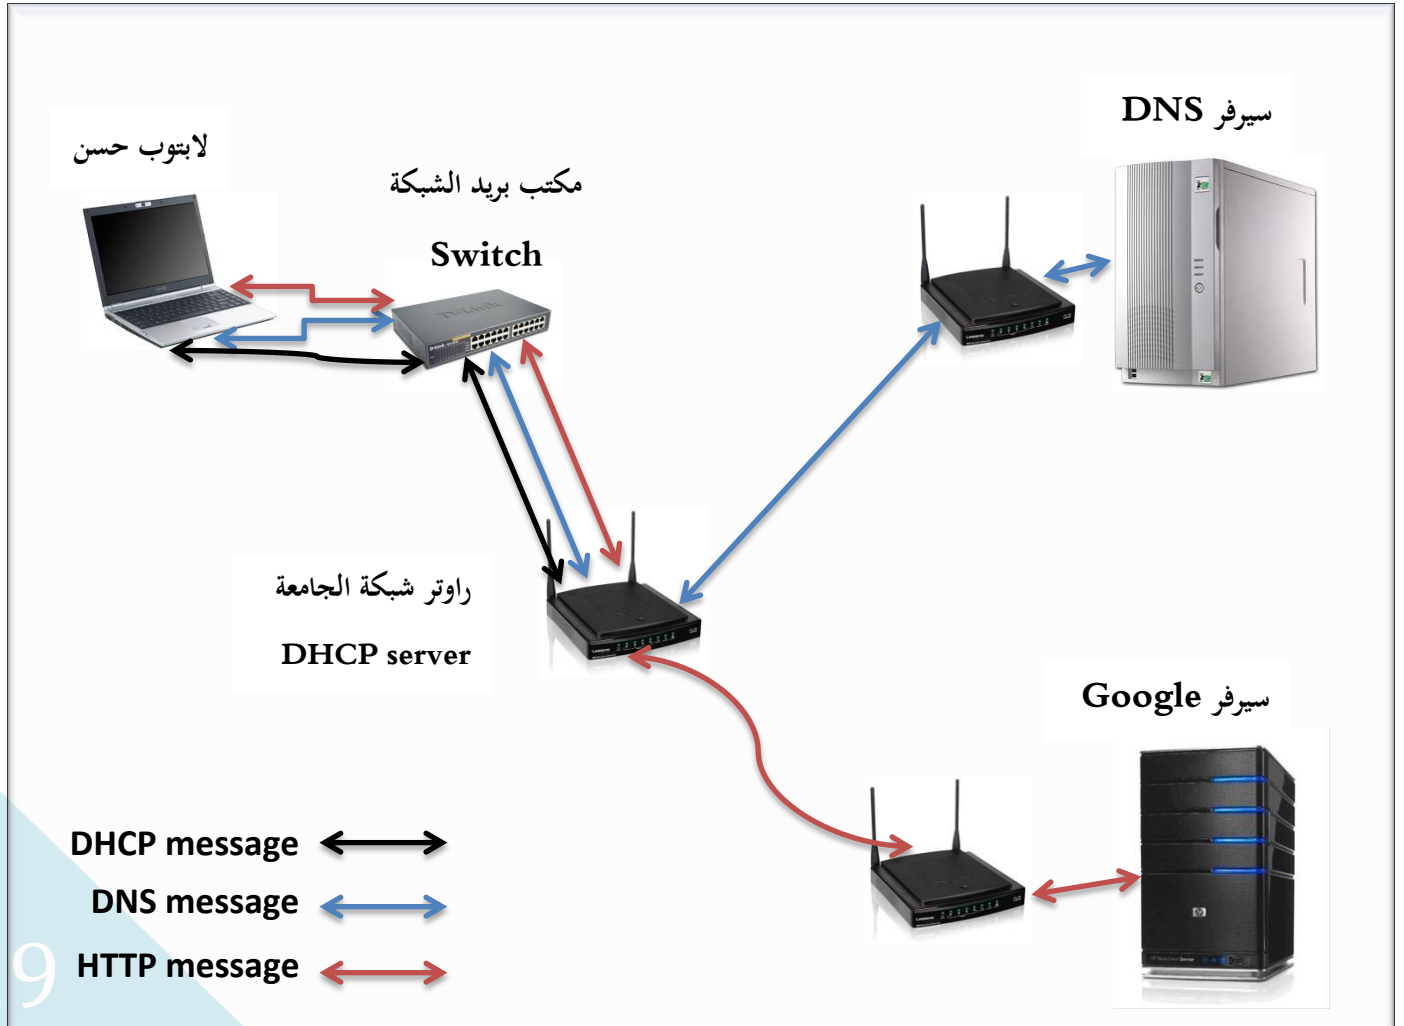 سيرفر DNS
لابتوب حسن
مكتب بريد الشبكة
Switch
D-Link
راوتر شبكة الجامعة
DHCP server
سيرفر Google
DHCP message
DNS message
HTTP message
9